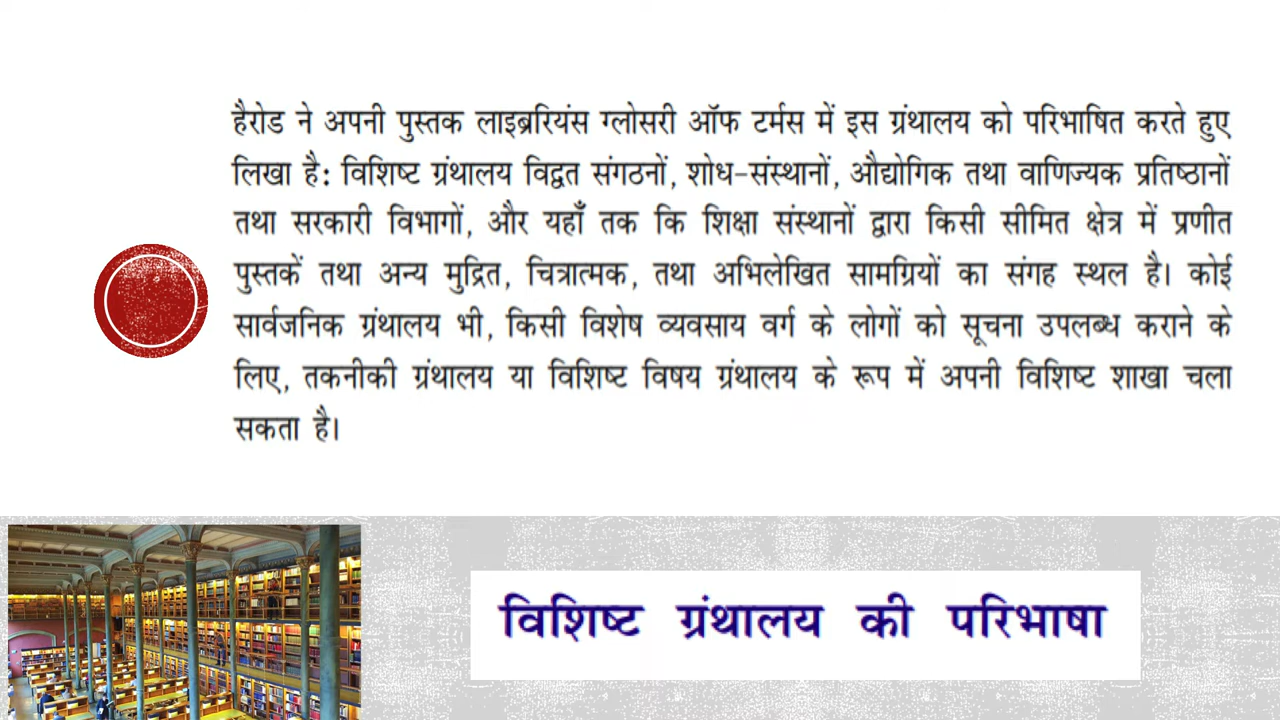 हैरोड ने अपनी पुस्तक लाइब्ररियंस ग्लोसरी ऑफ टर्मस में इस ग्रंथालय को परिभाषित करते हुए
लिखा है: विशिष्ट ग्रंथालय विद्वत संगठनों, शोध-संस्थानों, औद्योगिक तथा वाणिज्यक प्रतिष्ठानों
तथा सरकारी विभागों, और यहाँ तक कि शिक्षा संस्थानों द्वारा किसी सीमित क्षेत्र में प्रणीत
पुस्तकें तथा अन्य मुद्रित, चित्रात्मक, तथा अभिलेखित सामग्रियों का संगह स्थल है। कोई
सार्वजनिक ग्रंथालय भी, किसी विशेष व्यवसाय वर्ग के लोगों को सूचना उपलब्ध कराने के
लिए, तकनीकी ग्रंथालय या विशिष्ट विषय ग्रंथालय के रूप में अपनी विशिष्ट शाखा चला
सकता है।
विशिष्ट ग्रंथालय की परिभाषा